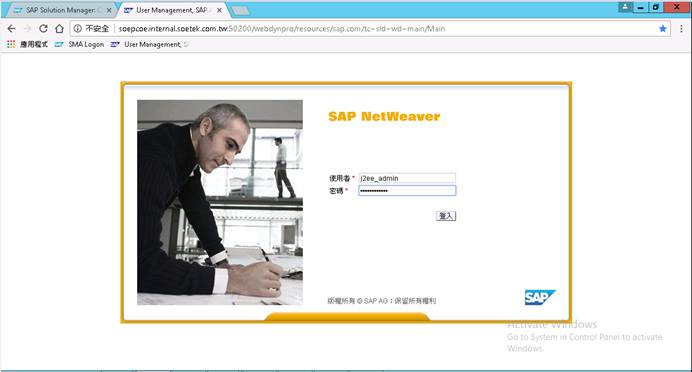 SAP Solution Manager: C
User Management, SAP A
不安全 | soepcoe.internal.soetek.com.tw:50200/webdynpro/resources/sap.com/tc~sld~wd~main/Main
應用程式 SMA Logon User Management, S
SAP NetWeaver
使用者 * j2ee_admin
密碼 * ••••••••••••
登入
版權所有 © SAP AG；保留所有權利
SAP
Activate Windows
Go to System in Control Panel to activate
Windows.